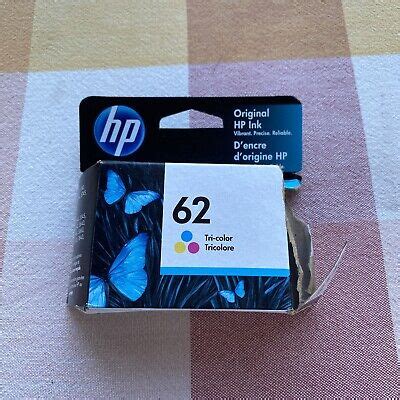 hp
Original
HP Ink
Vibrant. Precise. Reliable.
D'encre
d'origine HP
62
Tri-color
Tricolore